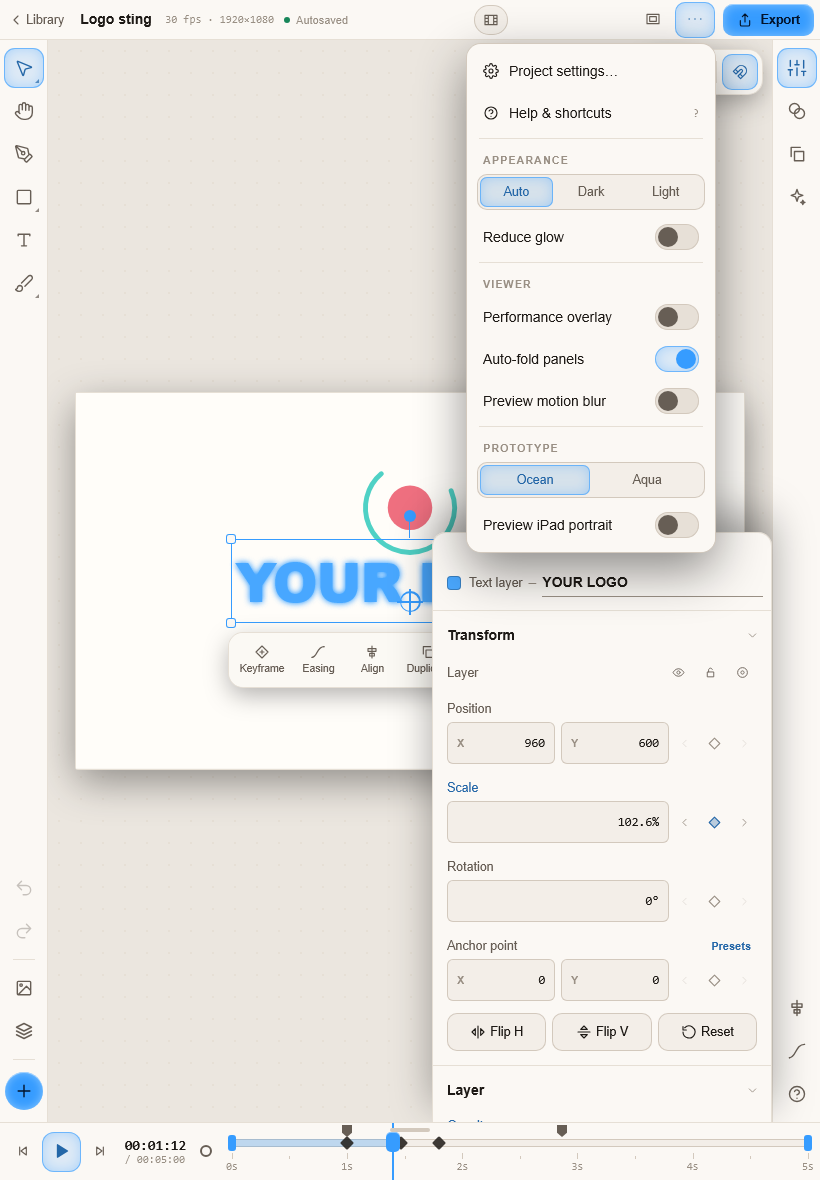 Library
Logo sting
30 fps · 1920×1080
Autosaved
Export
Project settings…
Help & shortcuts
?
APPEARANCE
Auto
Dark
Light
Reduce glow
VIEWER
Performance overlay
Auto-fold panels
Preview motion blur
PROTOTYPE
Ocean
Aqua
Preview iPad portrait
YOUR
Keyframe
Easing
Align
Text layer – YOUR LOGO
Transform
Layer
Position
X 960
Y 600
Scale
102.6%
Rotation
0°
Anchor point
Presets
X 0
Y 0
Flip H
Flip V
Reset
Layer
00:01:12
/ 00:05:00
0s
1s
2s
3s
4s
5s